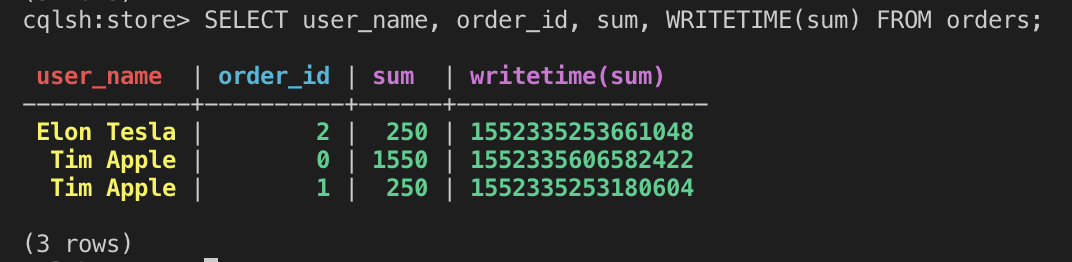 cqlsh:store> SELECT user_name, order_id, sum, WRITETIME(sum) FROM orders;
user_name | order_id | sum | writetime(sum)
-----------+----------+------+------------------
Elon Tesla | 2 | 250 | 1552335253661048
Tim Apple | 0 | 1550 | 1552335606582422
Tim Apple | 1 | 250 | 1552335253180604
(3 rows)